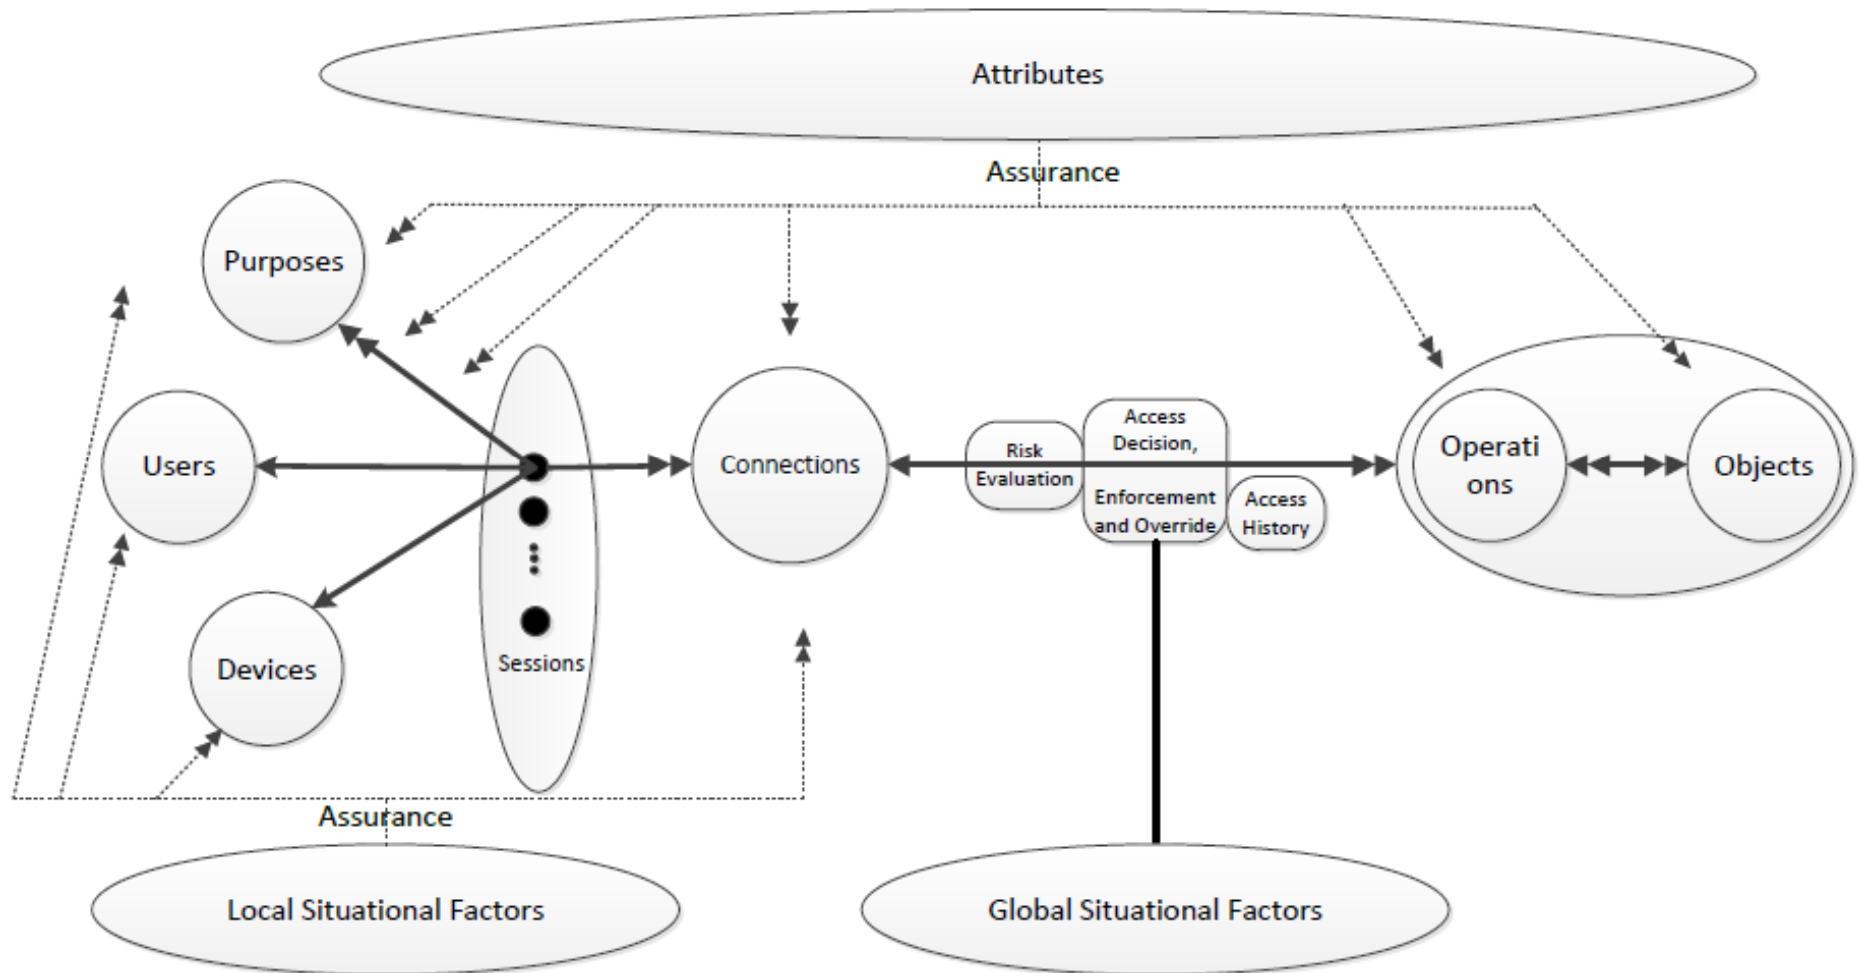 Attributes
Assurance
Purposes
Users
Devices
Sessions
Connections
Risk
Evaluation
Access
Decision,
Enforcement
and Override
Access
History
Operati
ons
Objects
Assurance
Local Situational Factors
Global Situational Factors